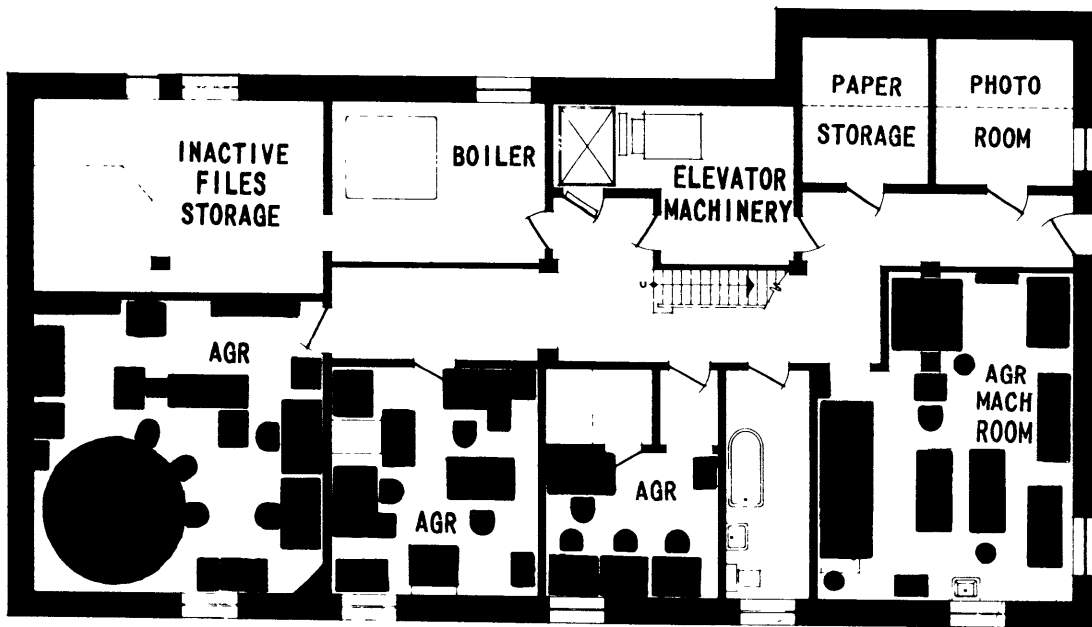 PAPER
STORAGE
PHOTO
ROOM
INACTIVE
FILES
STORAGE
BOILER
ELEVATOR
MACHINERY
U
AGR
AGR
MACH
ROOM
AGR
AGR